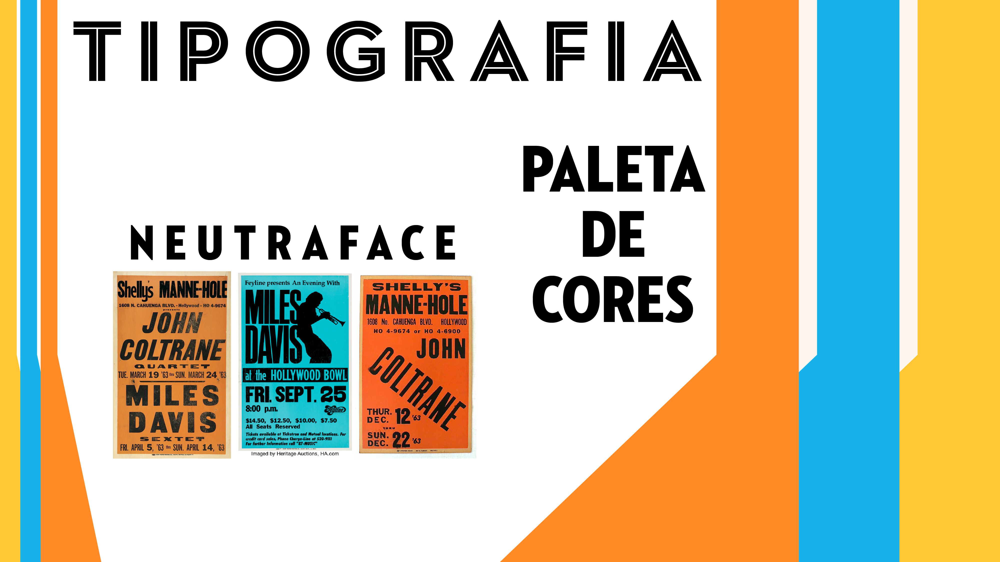 TIPOGRAFIA
PALETA
DE
CORES
NEUTRAFACE
Shelly's MANNE-HOLE
1608 N. CAHUENGA BLVD. - Hollywood - HO 4-9674
presents
JOHN
COLTRANE
QUARTET
TUE. MARCH 19 '63 thru SUN. MARCH 24, '63
MILES
DAVIS
SEXTET
FRI. APRIL 5, '63 thru SUN. APRIL 14, '63
Feyline presents An Evening With
MILES
DAVIS
at the HOLLYWOOD BOWL
FRI. SEPT. 25
8:00 p.m.
Feyline
$14.50, $12.50, $10.00, $7.50
All Seats Reserved
Tickets available at Ticketron and Mutual locations. For
credit card sales, Phone Charge-Line at 520-9111
For further Information call "87-MUSIC"
Imaged by Heritage Auctions, HA.com
SHELLY'S
MANNE-HOLE
1608 No. CAHUENGA BLVD. HOLLYWOOD
HO 4-9674 or HO 4-6900
JOHN
COLTRANE
THUR.
DEC. 12 '63
THRU
SUN.
DEC. 22 '63